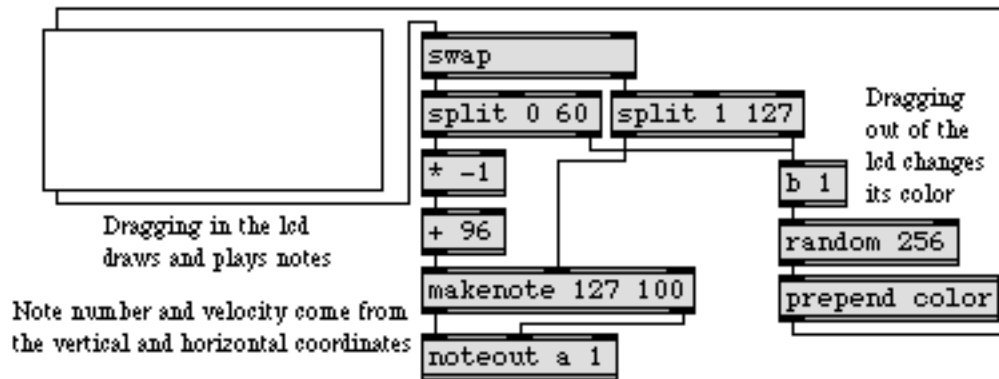 swap
split 0 60
split 1 127
Dragging
out of the
lcd changes
its color
* -1
b 1
Dragging in the lcd
draws and plays notes
+ 96
random 256
Note number and velocity come from
the vertical and horizontal coordinates
makenote 127 100
prepend color
noteout a 1